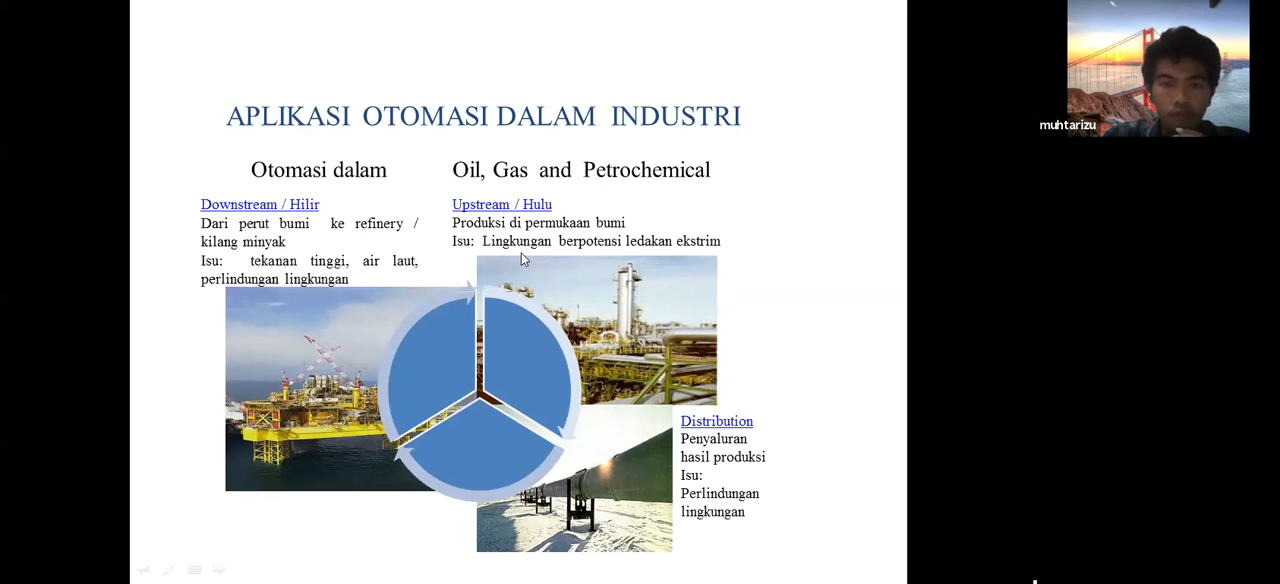 APLIKASI OTOMASI DALAM INDUSTRI
Otomasi dalam Oil, Gas and Petrochemical
Downstream / Hilir
Dari perut bumi ke refinery /
kilang minyak
Isu: tekanan tinggi, air laut,
perlindungan lingkungan
Upstream / Hulu
Produksi di permukaan bumi
Isu: Lingkungan berpotensi ledakan ekstrim
Distribution
Penyaluran
hasil produksi
Isu:
Perlindungan
lingkungan
muhtarizu